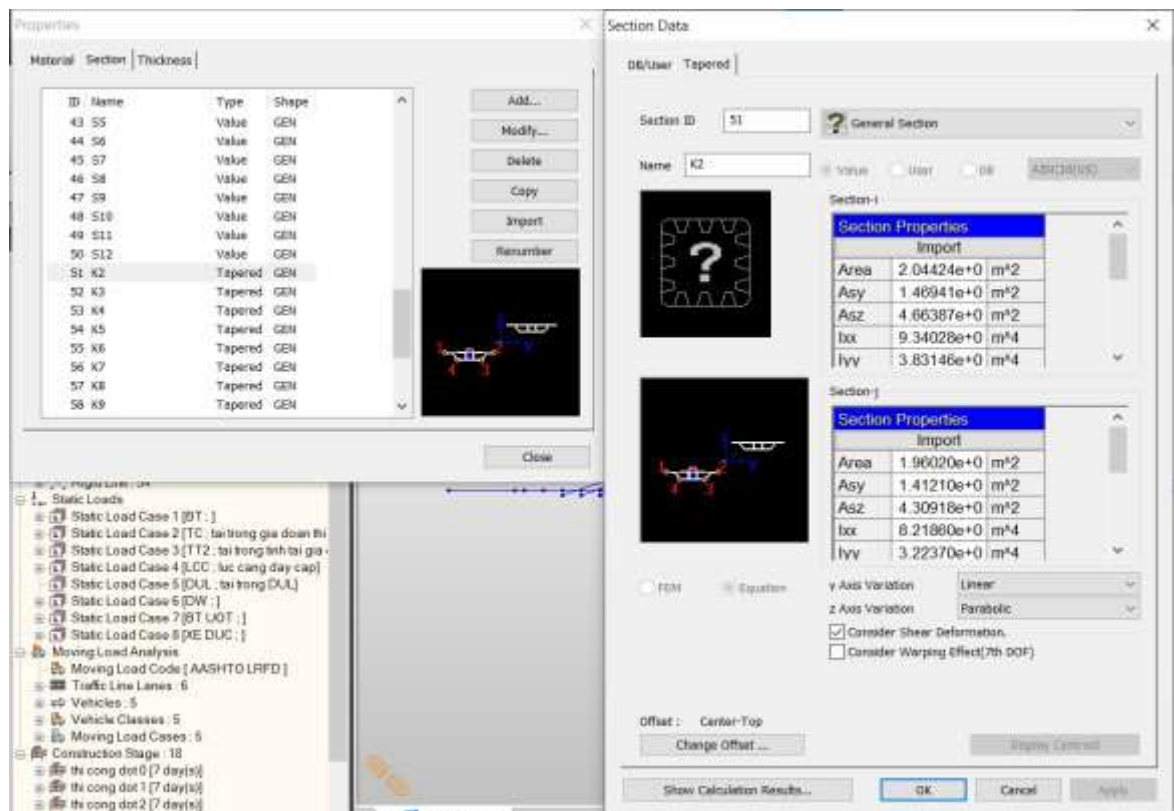 Properties
Material Section Thickness
ID Name Type Shape
43 S5 Value GEN
44 S6 Value GEN
45 S7 Value GEN
46 S8 Value GEN
47 S9 Value GEN
48 S10 Value GEN
49 S11 Value GEN
50 S12 Value GEN
51 K2 Tapered GEN
52 K3 Tapered GEN
53 K4 Tapered GEN
54 K5 Tapered GEN
55 K6 Tapered GEN
56 K7 Tapered GEN
57 K8 Tapered GEN
58 K9 Tapered GEN
Add...
Modify...
Delete
Copy
Import
Renumber
Close
Static Loads
Static Load Case 1 [BT ; ]
Static Load Case 2 [TC ; tai trong gia doan thi
Static Load Case 3 [TT2 ; tai trong tinh tai gia
Static Load Case 4 [LCC ; luc cang day cap]
Static Load Case 5 [DUL ; tai trong DUL]
Static Load Case 6 [DW ; ]
Static Load Case 7 [BT UOT ; ]
Static Load Case 8 [XE DUC ; ]
Moving Load Analysis
Moving Load Code [ AASHTO LRFD ]
Traffic Line Lanes : 6
Vehicles : 5
Vehicle Classes : 5
Moving Load Cases : 5
Construction Stage : 18
thi cong dot 0 [7 day(s)]
thi cong dot 1 [7 day(s)]
thi cong dot 2 [7 day(s)]
Section Data
DB/User Tapered
Section ID 51 General Section
Name K2 Value User DB
Section-i
Section Properties
Import
Area 2.04424e+0 m^2
Asy 1.46941e+0 m^2
Asz 4.66387e+0 m^2
Ixx 9.34028e+0 m^4
Iyy 3.83146e+0 m^4
Section-j
Section Properties
Import
Area 1.96020e+0 m^2
Asy 1.41210e+0 m^2
Asz 4.30918e+0 m^2
Ixx 8.21860e+0 m^4
Iyy 3.22370e+0 m^4
FEM Equation
y Axis Variation Linear
z Axis Variation Parabolic
Consider Shear Deformation.
Consider Warping Effect(7th DOF)
Offset : Center-Top
Change Offset ...
Display Centroid
Show Calculation Results...
OK
Cancel
Apply